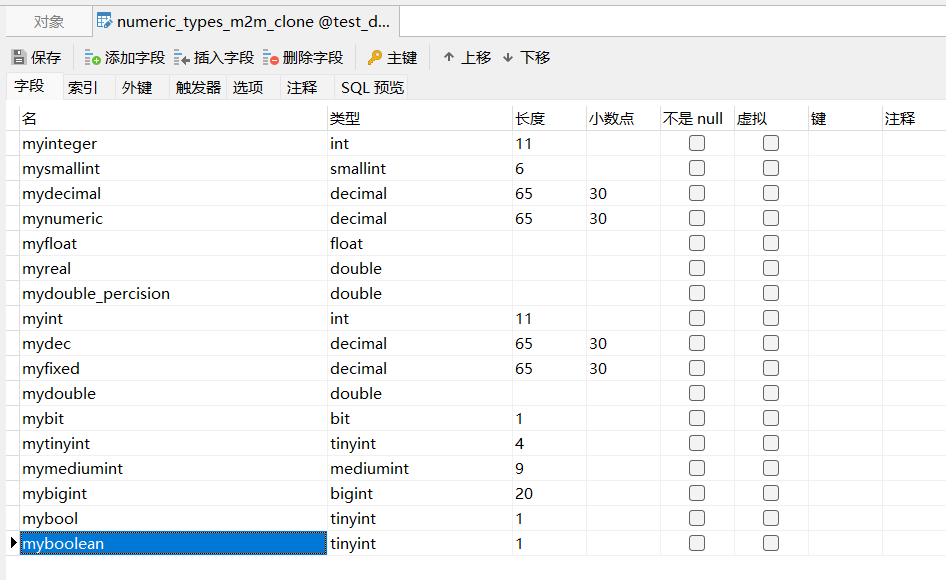 对象 numeric_types_m2m_clone @test_d...
保存 添加字段 插入字段 删除字段 主键 上移 下移
字段 索引 外键 触发器 选项 注释 SQL 预览
名 类型 长度 小数点 不是 null 虚拟 键 注释
myinteger int 11
mysmallint smallint 6
mydecimal decimal 65 30
mynumeric decimal 65 30
myfloat float
myreal double
mydouble_percision double
myint int 11
mydec decimal 65 30
myfixed decimal 65 30
mydouble double
mybit bit 1
mytinyint tinyint 4
mymediumint mediumint 9
mybigint bigint 20
mybool tinyint 1
myboolean tinyint 1